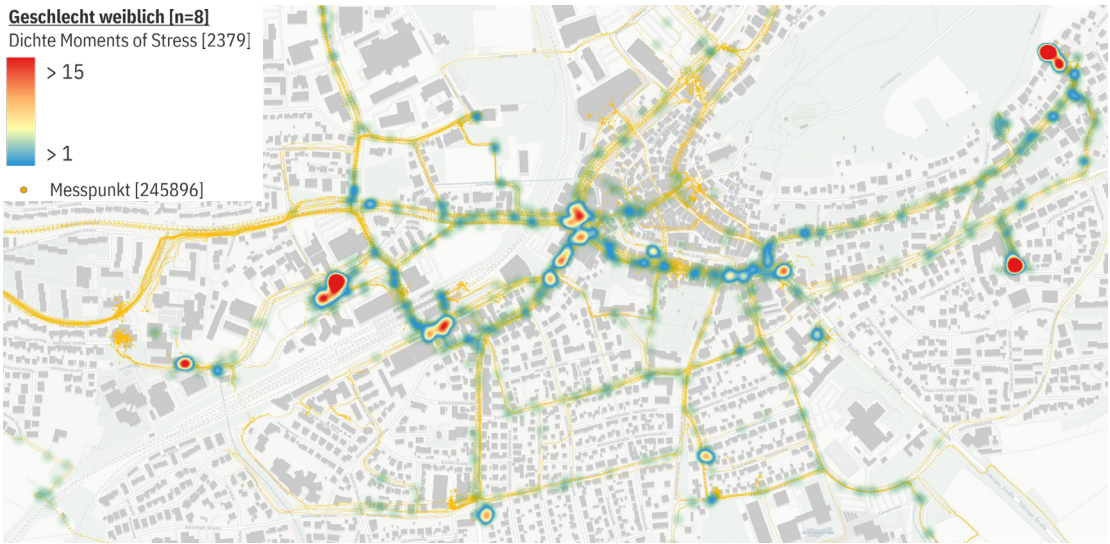 Geschlecht weiblich [n=8]
Dichte Moments of Stress [2379]
> 15
> 1
Messpunkt [245896]